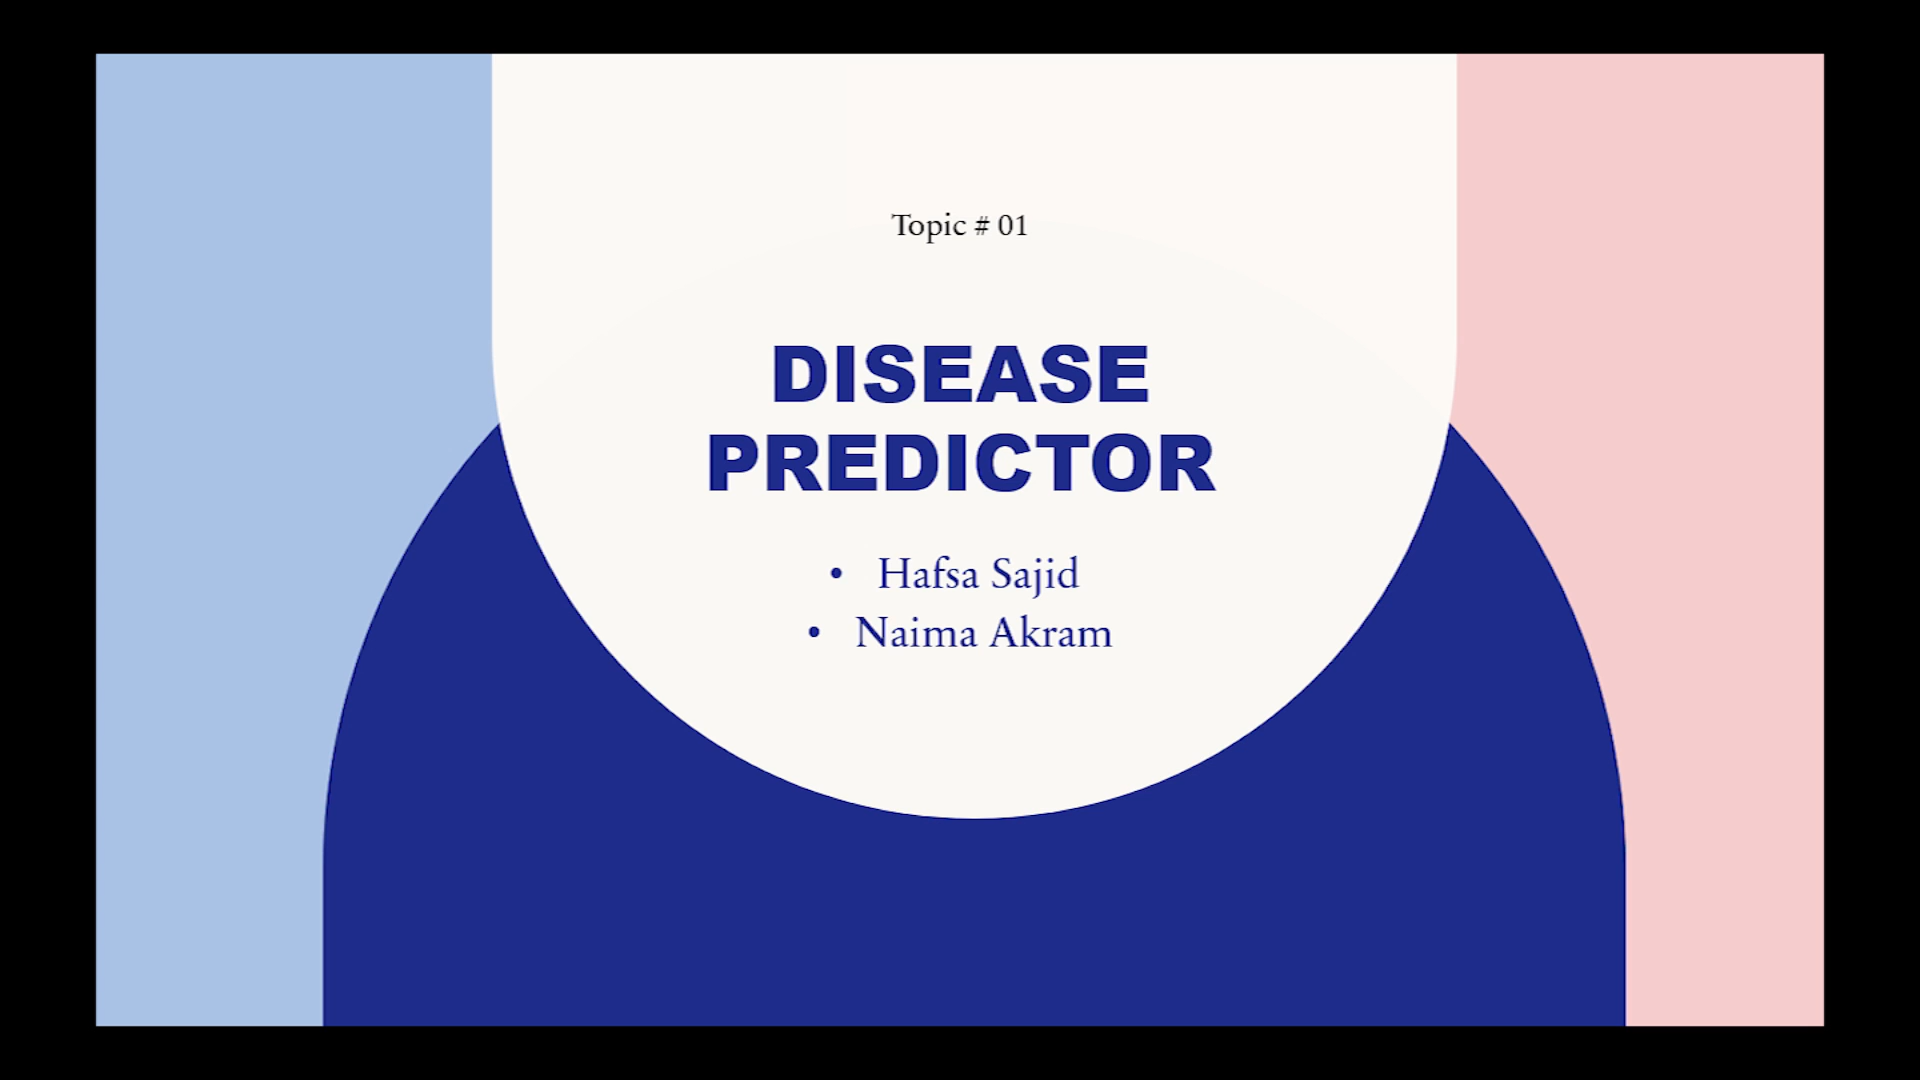 Topic # 01
DISEASE
PREDICTOR
• Hafsa Sajid
• Naima Akram